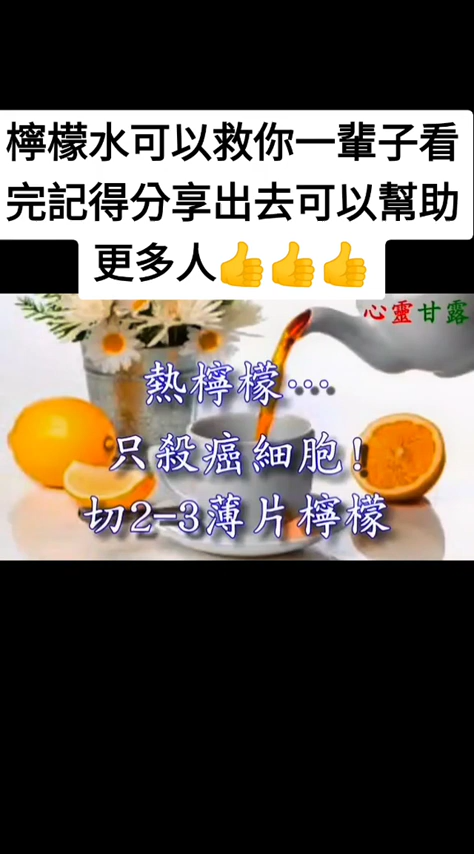 檸檬水可以救你一輩子看
完記得分享出去可以幫助
更多人👍👍👍
心靈甘露
熱檸檬....
只殺癌細胞!
切2-3薄片檸檬